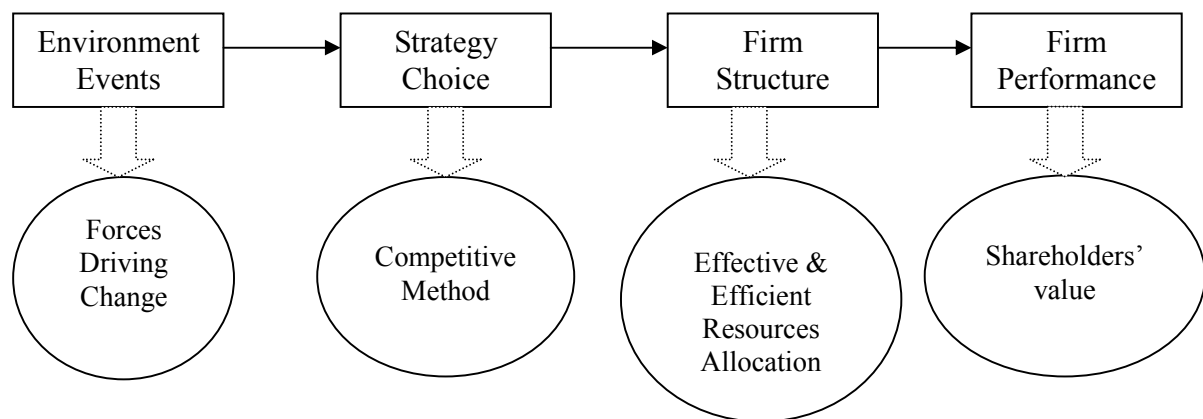 Environment
Events
Strategy
Choice
Firm
Structure
Firm
Performance
Forces
Driving
Change
Competitive
Method
Effective &
Efficient
Resources
Allocation
Shareholders’
value